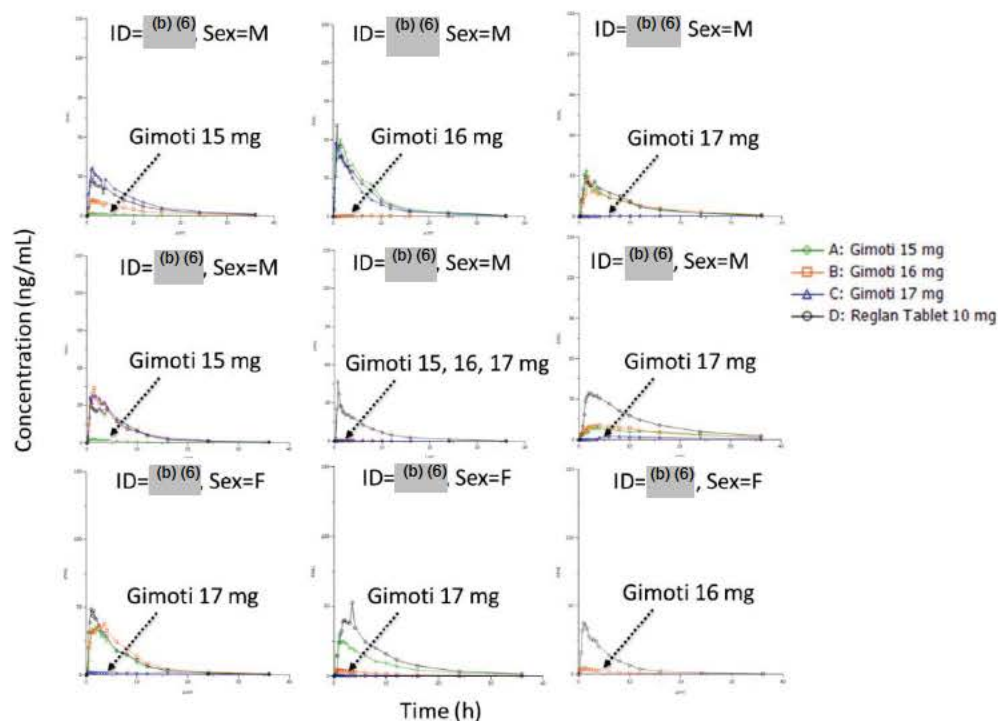 ID= (b) (6), Sex=M
ID= (b) (6) Sex=M
ID= (b) (6) Sex=M
Gimoti 15 mg
Gimoti 16 mg
Gimoti 17 mg
ID= (b) (6), Sex=M
ID= (b) (6), Sex=M
ID= (b) (6), Sex=M
Gimoti 15 mg
Gimoti 15, 16, 17 mg
Gimoti 17 mg
A: Gimoti 15 mg
B: Gimoti 16 mg
C: Gimoti 17 mg
D: Reglan Tablet 10 mg
Concentration (ng/mL)
ID= (b) (6), Sex=F
ID= (b) (6), Sex=F
ID= (b) (6), Sex=F
Gimoti 17 mg
Gimoti 17 mg
Gimoti 16 mg
Time (h)